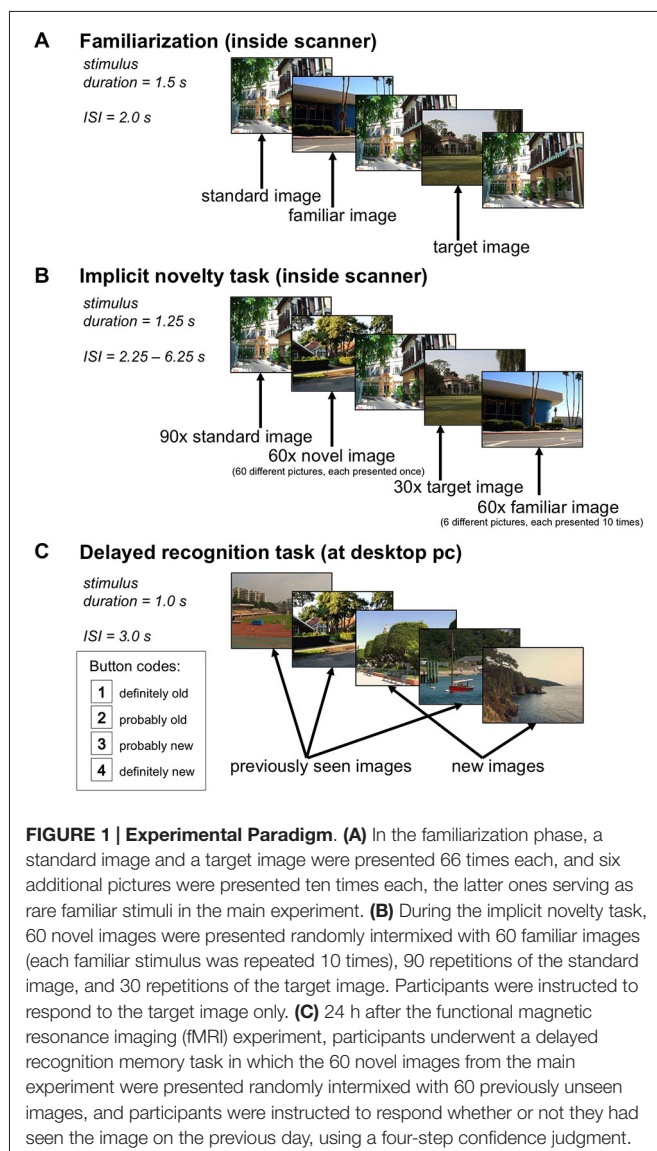 A Familiarization (inside scanner)
stimulus
duration = 1.5 s
ISI = 2.0 s
standard image
familiar image
target image
B Implicit novelty task (inside scanner)
stimulus
duration = 1.25 s
ISI = 2.25 – 6.25 s
90x standard image
60x novel image
(60 different pictures, each presented once)
30x target image
60x familiar image
(6 different pictures, each presented 10 times)
C Delayed recognition task (at desktop pc)
stimulus
duration = 1.0 s
ISI = 3.0 s
Button codes:
1 definitely old
2 probably old
3 probably new
4 definitely new
previously seen images
new images
FIGURE 1 | Experimental Paradigm. (A) In the familiarization phase, a
standard image and a target image were presented 66 times each, and six
additional pictures were presented ten times each, the latter ones serving as
rare familiar stimuli in the main experiment. (B) During the implicit novelty task,
60 novel images were presented randomly intermixed with 60 familiar images
(each familiar stimulus was repeated 10 times), 90 repetitions of the standard
image, and 30 repetitions of the target image. Participants were instructed to
respond to the target image only. (C) 24 h after the functional magnetic
resonance imaging (fMRI) experiment, participants underwent a delayed
recognition memory task in which the 60 novel images from the main
experiment were presented randomly intermixed with 60 previously unseen
images, and participants were instructed to respond whether or not they had
seen the image on the previous day, using a four-step confidence judgment.